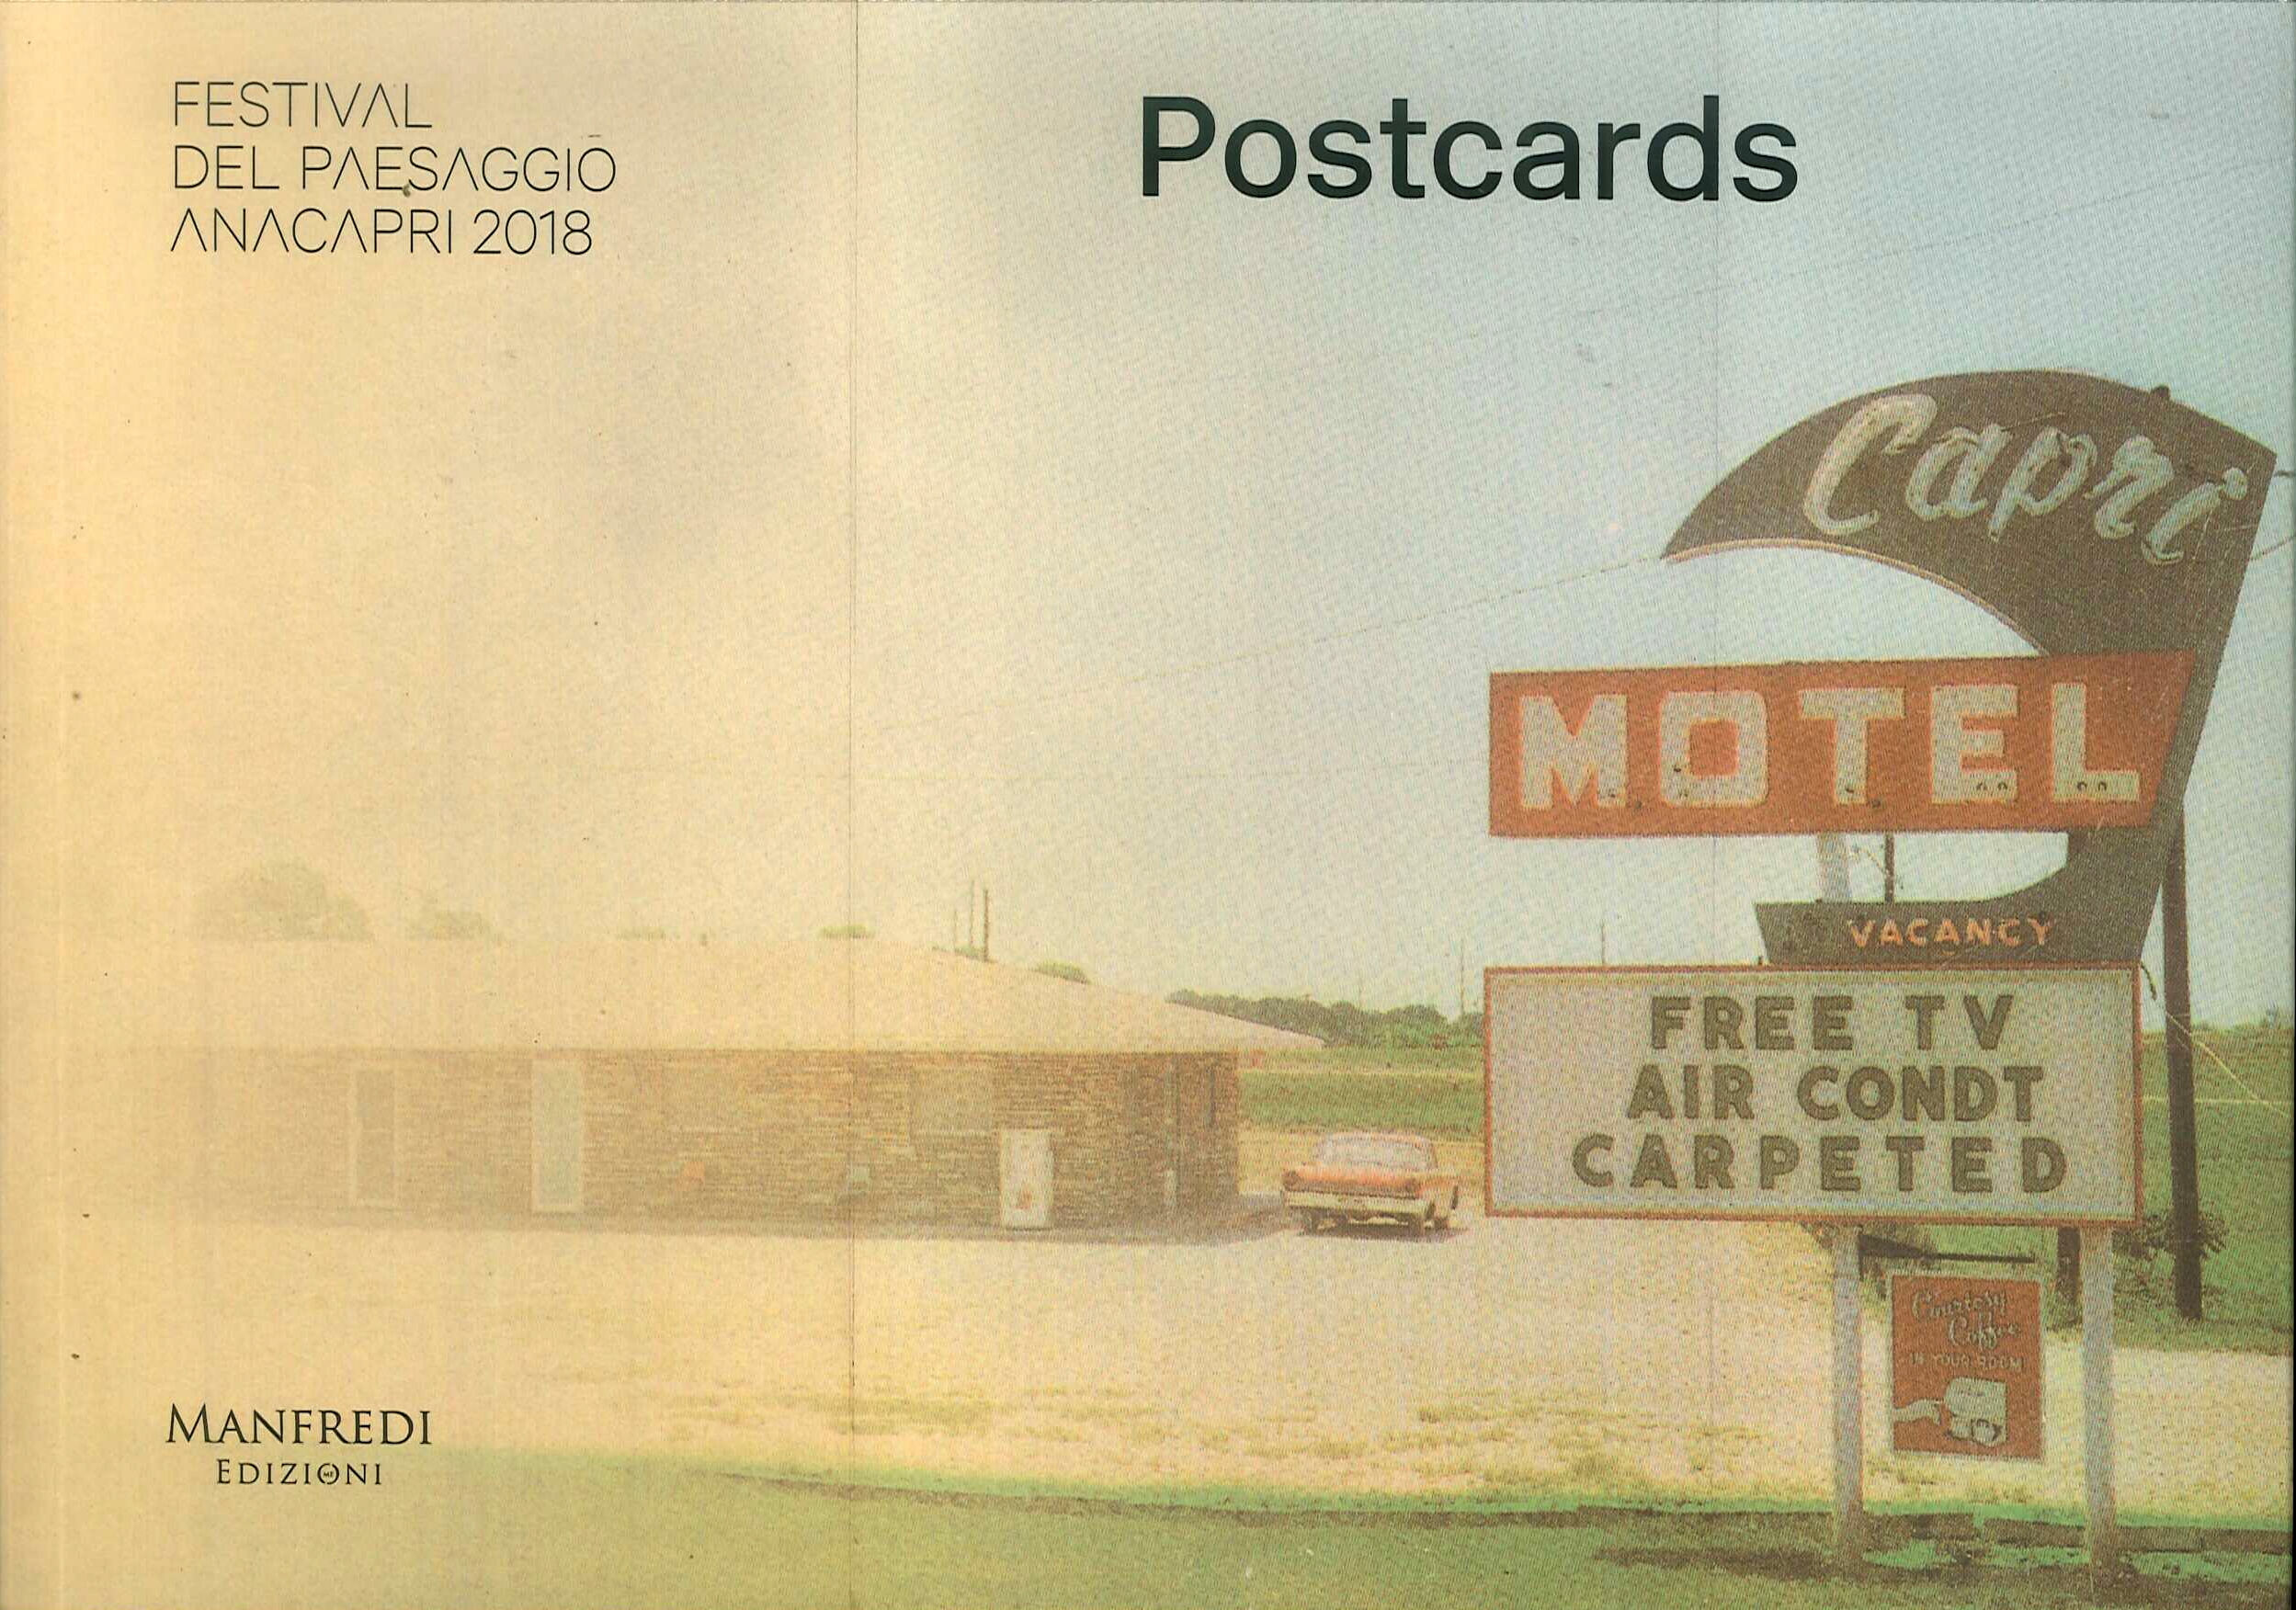 FESTIVAL
DEL PAESAGGIO
ANACAPRI 2018
Postcards
Capri
MOTEL
VACANCY
FREE TV
AIR CONDT
CARPETED
Courtesy
Coffee
IN YOUR ROOM
MANFREDI
EDIZIONI